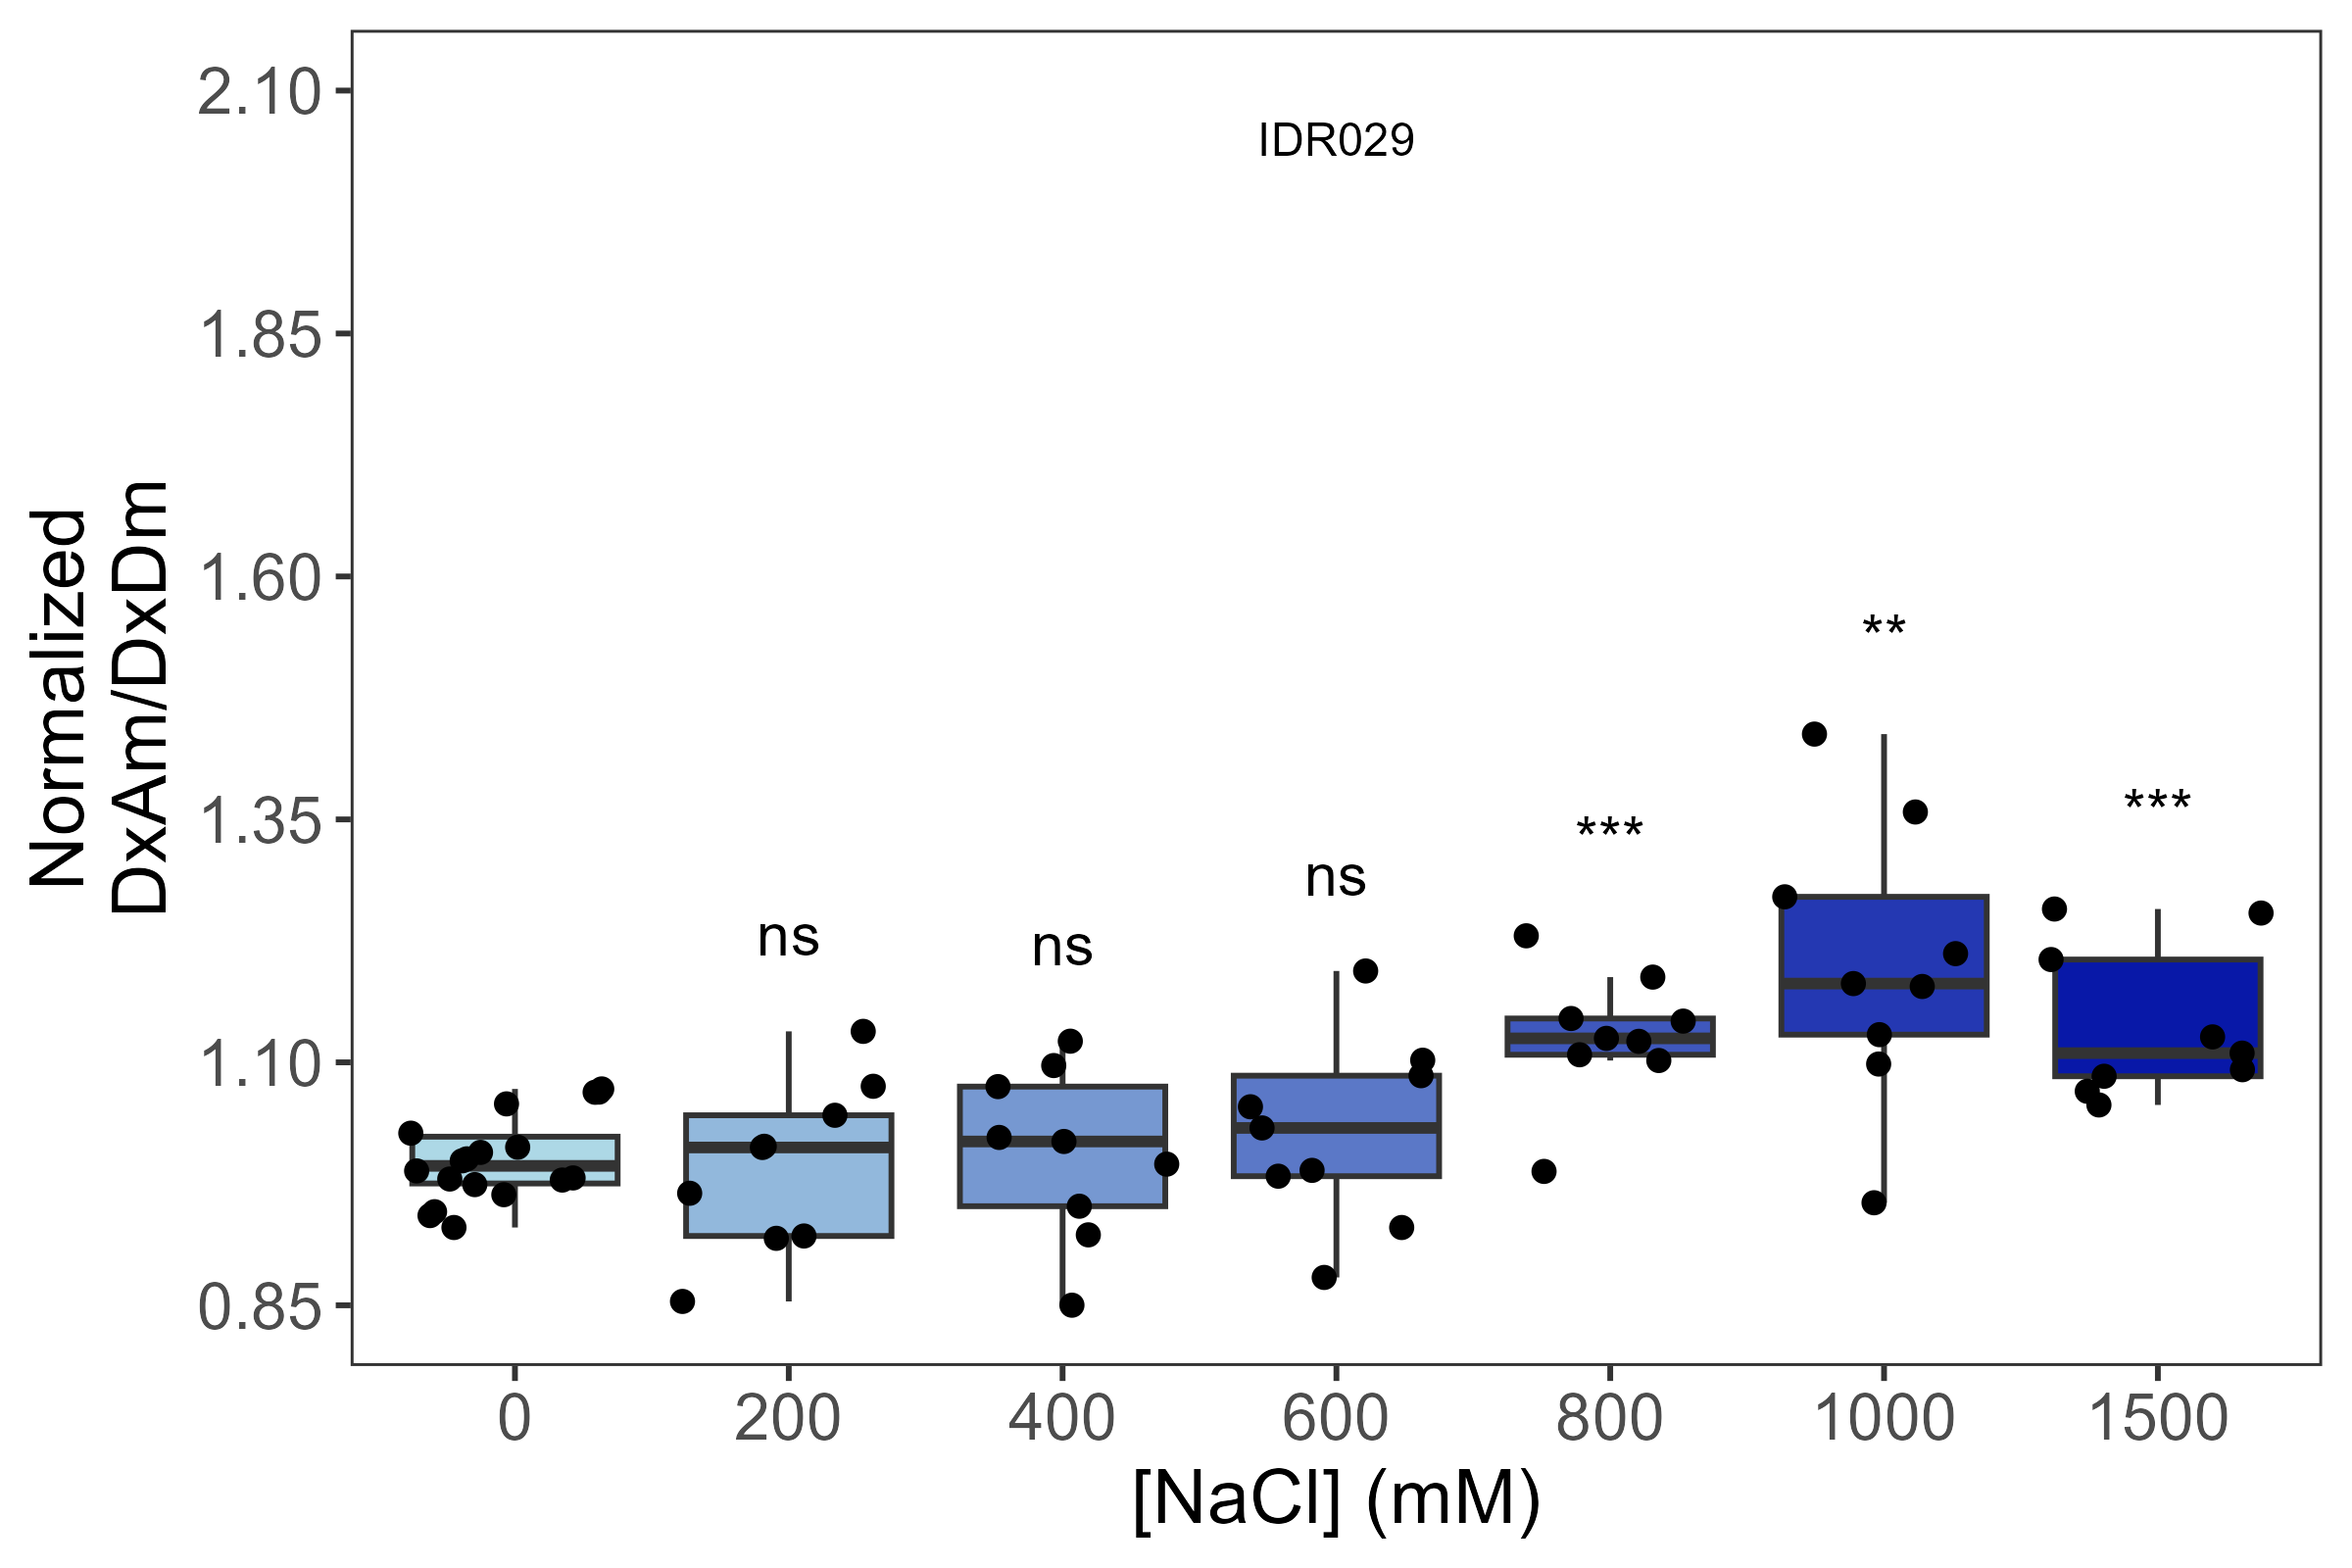 IDR029
Normalized
DxAm/DxDm
2.10
1.85
1.60
1.35
1.10
0.85
ns
ns
ns
***
**
***
0
200
400
600
800
1000
1500
[NaCl] (mM)